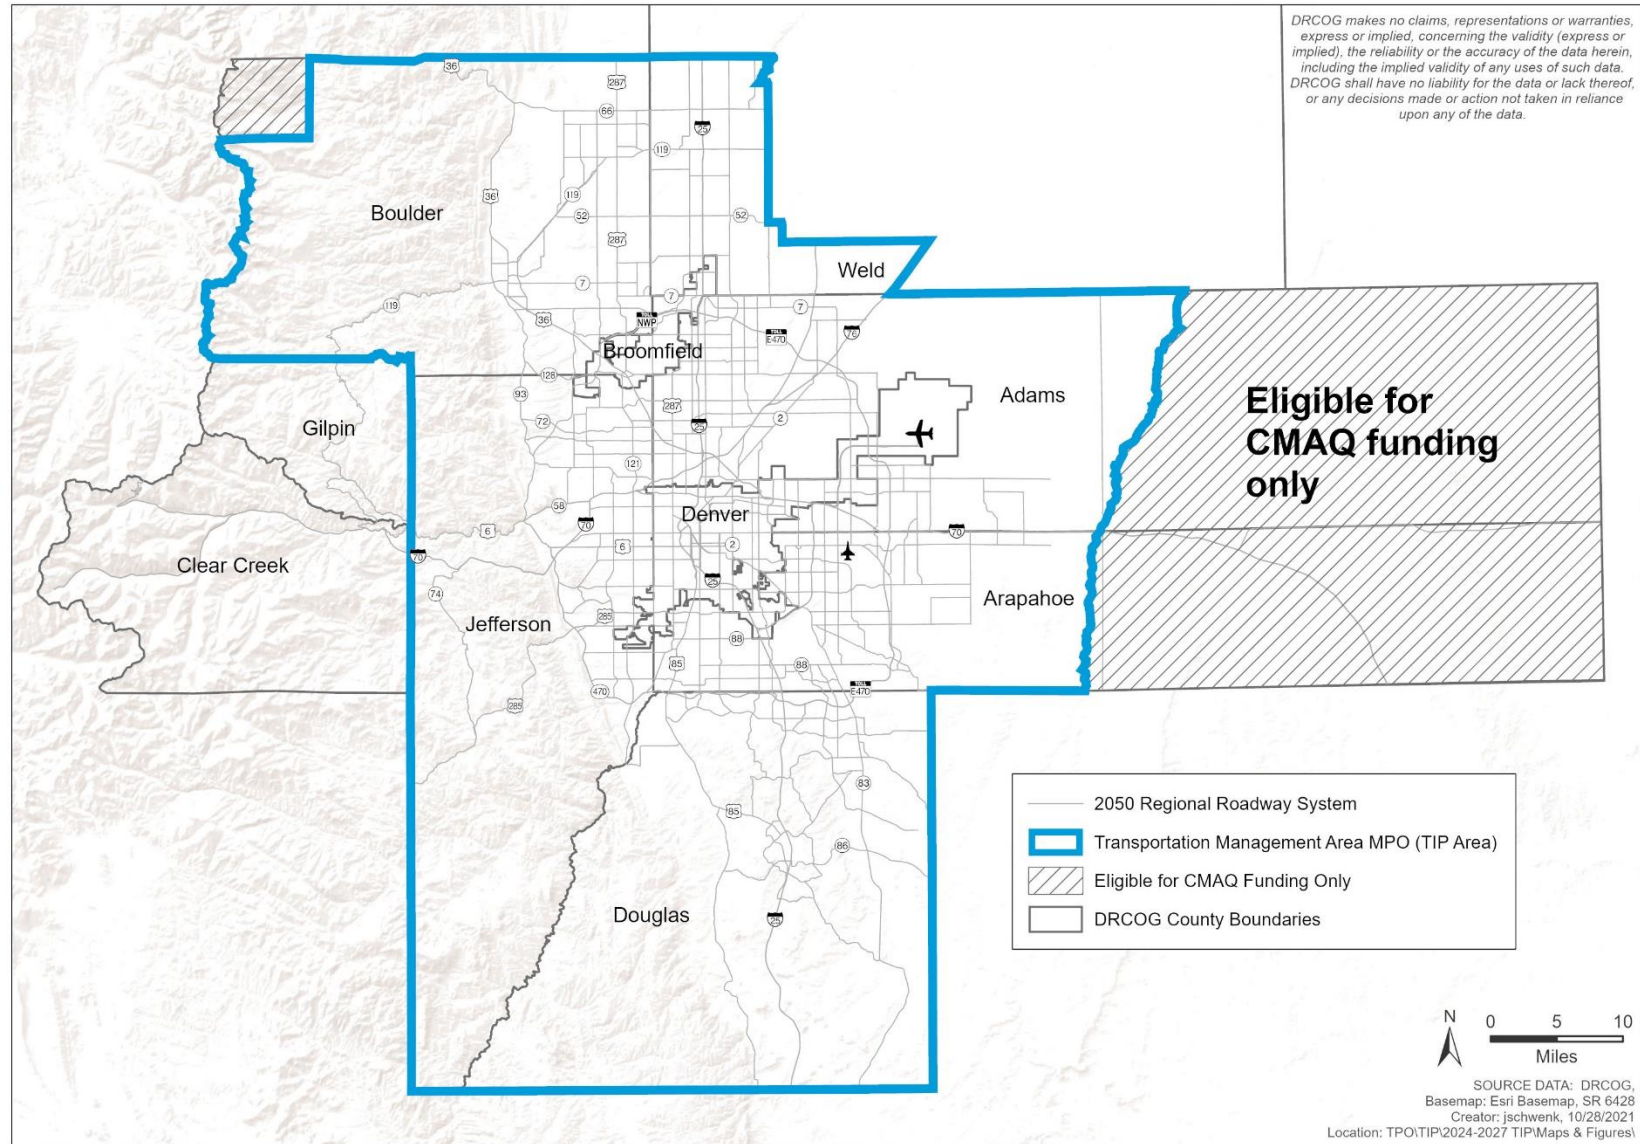 DRCOG makes no claims, representations or warranties,
express or implied, concerning the validity (express or
implied), the reliability or the accuracy of the data herein,
including the implied validity of any uses of such data.
DRCOG shall have no liability for the data or lack thereof,
or any decisions made or action not taken in reliance
upon any of the data.
36
287
66
25
119
36
119
Boulder
52
52
287
Weld
7
7
119
7
36
TOLL
NWP
TOLL
E470
76
Broomfield
128
93
Adams
Eligible for
CMAQ funding
only
287
Gilpin
72
25
2
121
58
Denver
70
6
6
2
70
70
Clear Creek
25
74
Arapahoe
Jefferson
285
88
85
88
470
TOLL
E470
285
83
85
86
Douglas
25
2050 Regional Roadway System
Transportation Management Area MPO (TIP Area)
Eligible for CMAQ Funding Only
DRCOG County Boundaries
N
0 5 10
Miles
SOURCE DATA: DRCOG,
Basemap: Esri Basemap, SR 6428
Creator: jschwenk, 10/28/2021
Location: TPO\TIP\2024-2027 TIP\Maps & Figures\